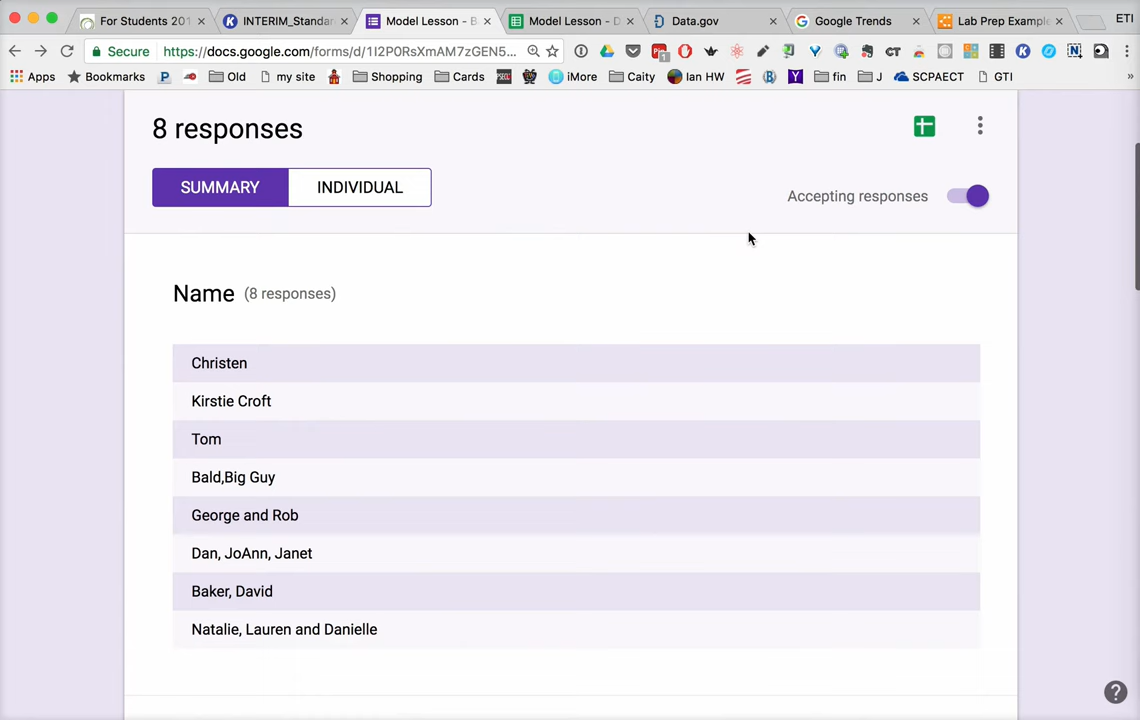 For Students 201
INTERIM_Standar
Model Lesson - B
Model Lesson - D
Data.gov
Google Trends
Lab Prep Example
ETI
Secure
https://docs.google.com/forms/d/1I2P0RsXmAM7zGEN5...
Apps
Bookmarks
Old
my site
Shopping
Cards
iMore
Caity
Ian HW
fin
J
SCPAECT
GTI
»
8 responses
SUMMARY
INDIVIDUAL
Accepting responses
Name (8 responses)
Christen
Kirstie Croft
Tom
Bald,Big Guy
George and Rob
Dan, JoAnn, Janet
Baker, David
Natalie, Lauren and Danielle